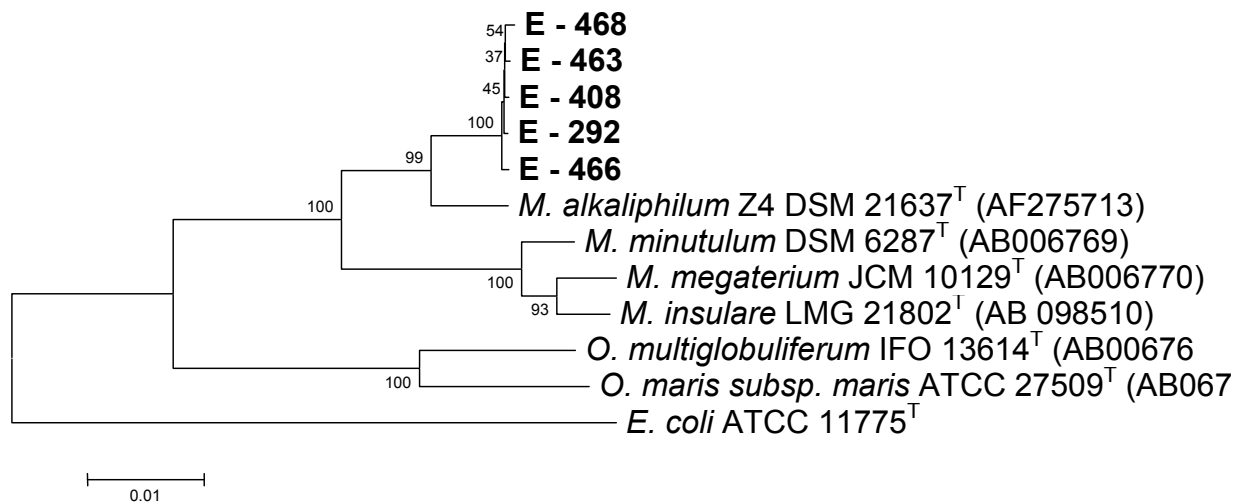 54
E - 468
37
E - 463
45
E - 408
100
E - 292
E - 466
99
M. alkaliphilum Z4 DSM 21637ᵀ (AF275713)
100
M. minutulum DSM 6287ᵀ (AB006769)
100
M. megaterium JCM 10129ᵀ (AB006770)
93
M. insulare LMG 21802ᵀ (AB 098510)
O. multiglobuliferum IFO 13614ᵀ (AB00676
100
O. maris subsp. maris ATCC 27509ᵀ (AB067
E. coli ATCC 11775ᵀ
0.01